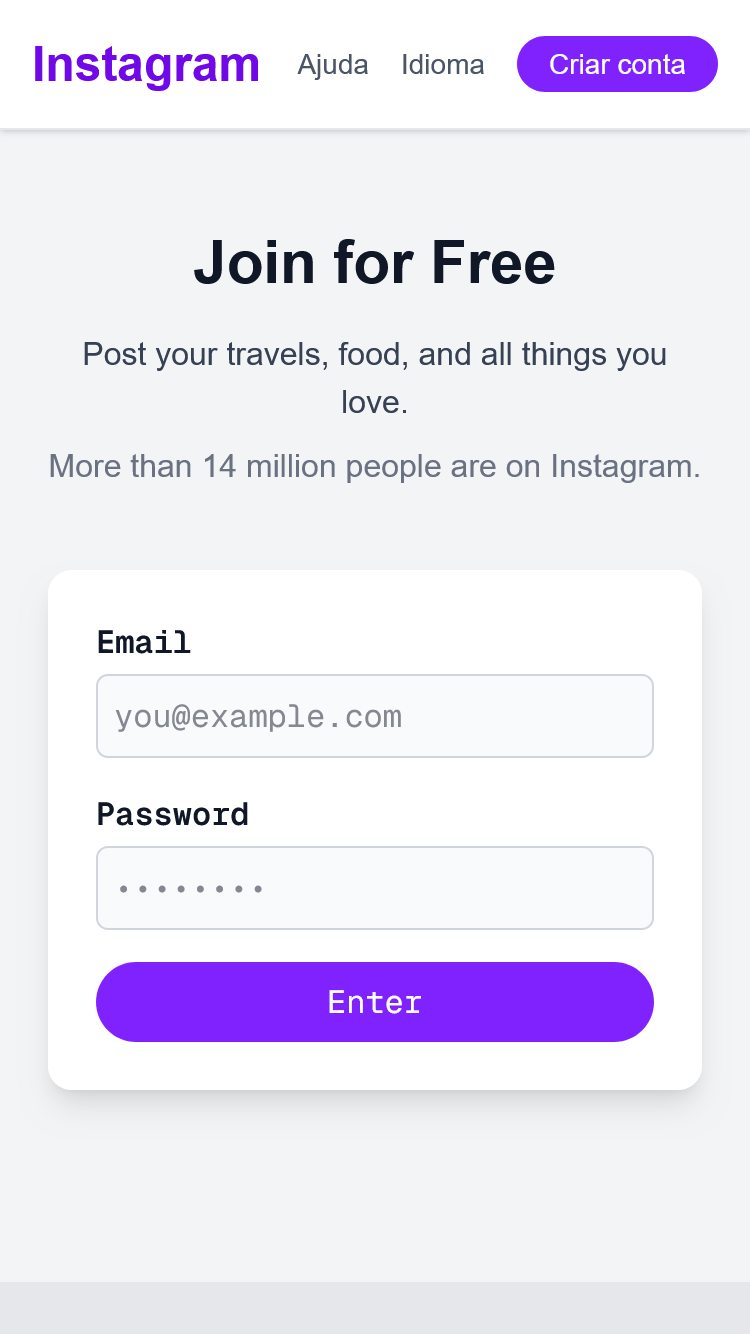 Instagram
Ajuda
Idioma
Criar conta
Join for Free
Post your travels, food, and all things you
love.
More than 14 million people are on Instagram.
Email
you@example.com
Password
••••••••
Enter